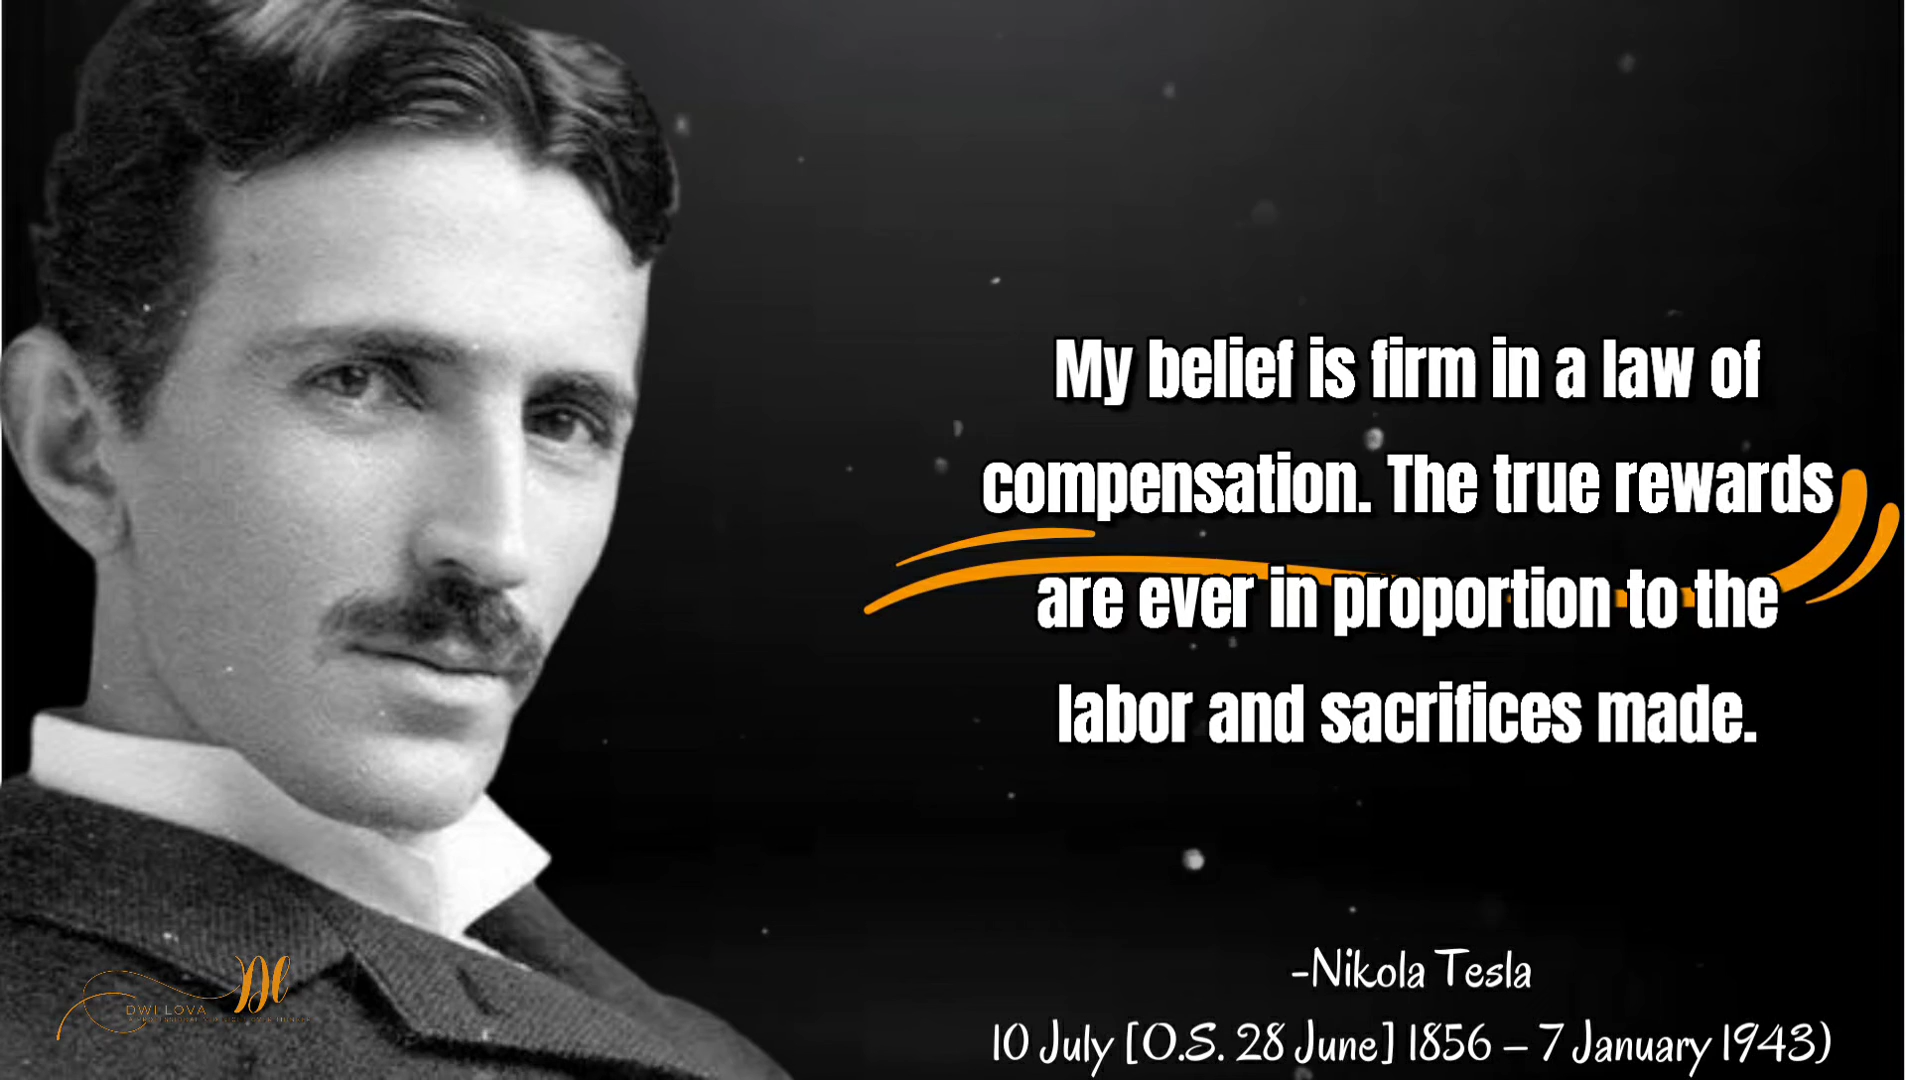 My belief is firm in a law of
compensation. The true rewards
are ever in proportion to the
labor and sacrifices made.
-Nikola Tesla
10 July [O.S. 28 June] 1856 – 7 January 1943)
Dl
DWI LOVA